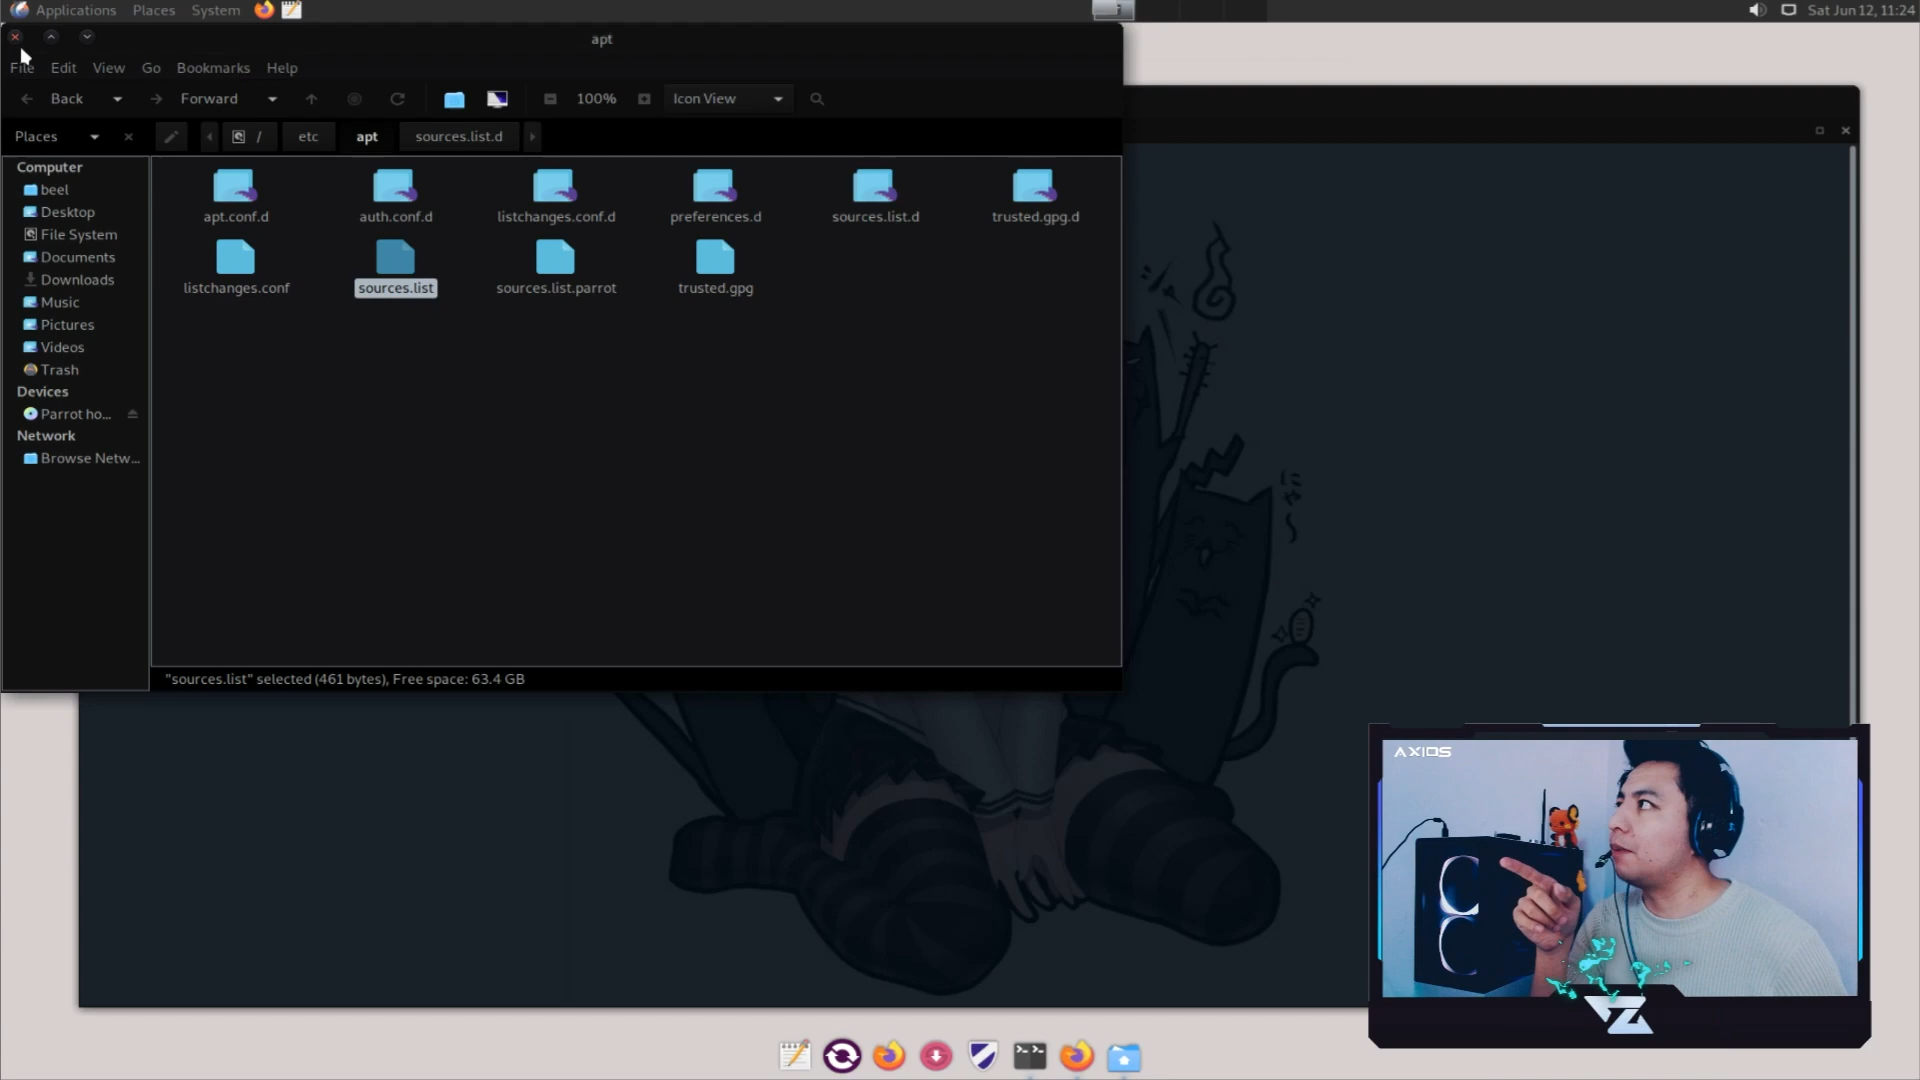 Applications Places System
Sat Jun 12, 11:24
apt
File Edit View Go Bookmarks Help
Back Forward 100% Icon View
Places / etc apt sources.list.d
Computer
beel
Desktop
File System
Documents
Downloads
Music
Pictures
Videos
Trash
Devices
Parrot ho...
Network
Browse Netw...
apt.conf.d auth.conf.d listchanges.conf.d preferences.d sources.list.d trusted.gpg.d
listchanges.conf sources.list sources.list.parrot trusted.gpg
"sources.list" selected (461 bytes), Free space: 63.4 GB
にゃ〜
AXIOS